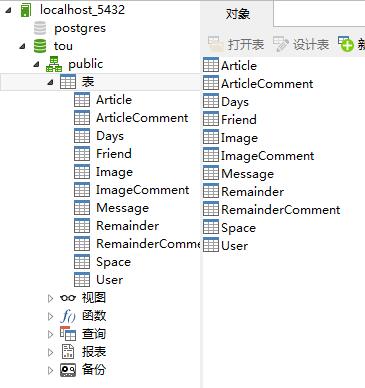 localhost_5432
postgres
tou
public
表
Article
ArticleComment
Days
Friend
Image
ImageComment
Message
Remainder
RemainderComme
Space
User
视图
函数
查询
报表
备份
对象
打开表 设计表
Article
ArticleComment
Days
Friend
Image
ImageComment
Message
Remainder
RemainderComment
Space
User